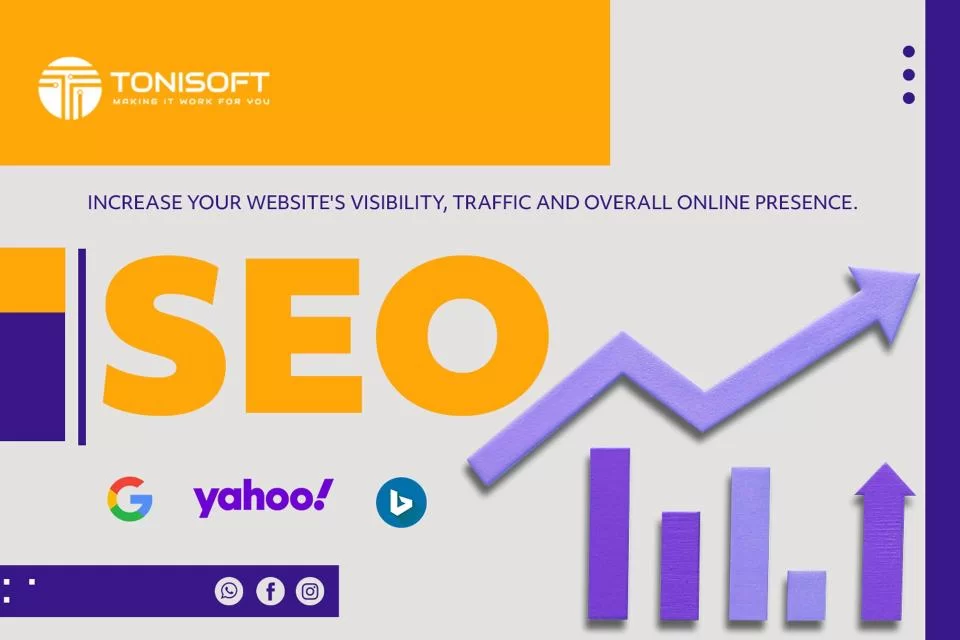 TONISOFT
MAKING IT WORK FOR YOU
INCREASE YOUR WEBSITE'S VISIBILITY, TRAFFIC AND OVERALL ONLINE PRESENCE.
SEO
yahoo!